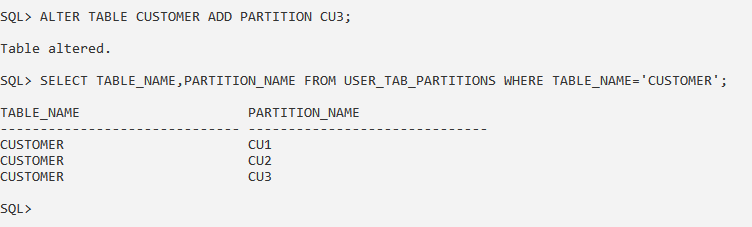 SQL> ALTER TABLE CUSTOMER ADD PARTITION CU3;
Table altered.
SQL> SELECT TABLE_NAME,PARTITION_NAME FROM USER_TAB_PARTITIONS WHERE TABLE_NAME='CUSTOMER';
TABLE_NAME                     PARTITION_NAME
------------------------------ ------------------------------
CUSTOMER                       CU1
CUSTOMER                       CU2
CUSTOMER                       CU3
SQL>